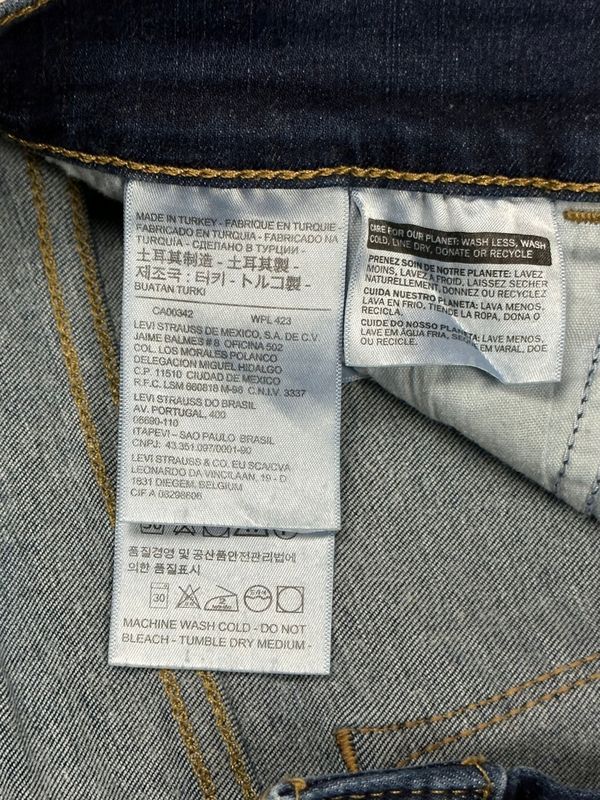 MADE IN TURKEY - FABRIQUE EN TURQUIE -
FABRICADO EN TURQUIA - FABRICADO NA
TURQUÍA - СДЕЛАНО В ТУРЦИИ -
土耳其制造 - 土耳其製 -
제조국 : 터키 - トルコ製 -
BUATAN TURKI
CA00342 WPL 423
LEVI STRAUSS DE MEXICO, S.A. DE C.V.
JAIME BALMES # 8 OFICINA 502
COL. LOS MORALES POLANCO
DELEGACION MIGUEL HIDALGO
C.P. 11510 CIUDAD DE MEXICO
R.F.C. LSM 660818 M-98 C.N.I.V. 3337
LEVI STRAUSS DO BRASIL
AV. PORTUGAL, 400
06690-110
ITAPEVI - SAO PAULO BRASIL
CNPJ: 43.351.097/0001-90
LEVI STRAUSS & CO. EU SCA/CVA
LEONARDO DA VINCILAAN, 19 - D
1831 DIEGEM, BELGIUM
CIF A 03298606
품질경영 및 공산품안전관리법에
의한 품질표시
30
MACHINE WASH COLD - DO NOT
BLEACH - TUMBLE DRY MEDIUM -
CARE FOR OUR PLANET: WASH LESS, WASH
COLD, LINE DRY, DONATE OR RECYCLE
PRENEZ SOIN DE NOTRE PLANETE: LAVEZ
MOINS, LAVEZ A FROID, LAISSEZ SECHER
NATURELLEMENT, DONNEZ OU RECYCLEZ
CUIDA NUESTRO PLANETA: LAVA MENOS,
LAVA EN FRIO, TIENDE LA ROPA, DONA O
RECICLA.
CUIDE DO NOSSO PLANETA: LAVE MENOS,
LAVE EM ÁGUA FRIA, EM VARAL, DOE
OU RECICLE.